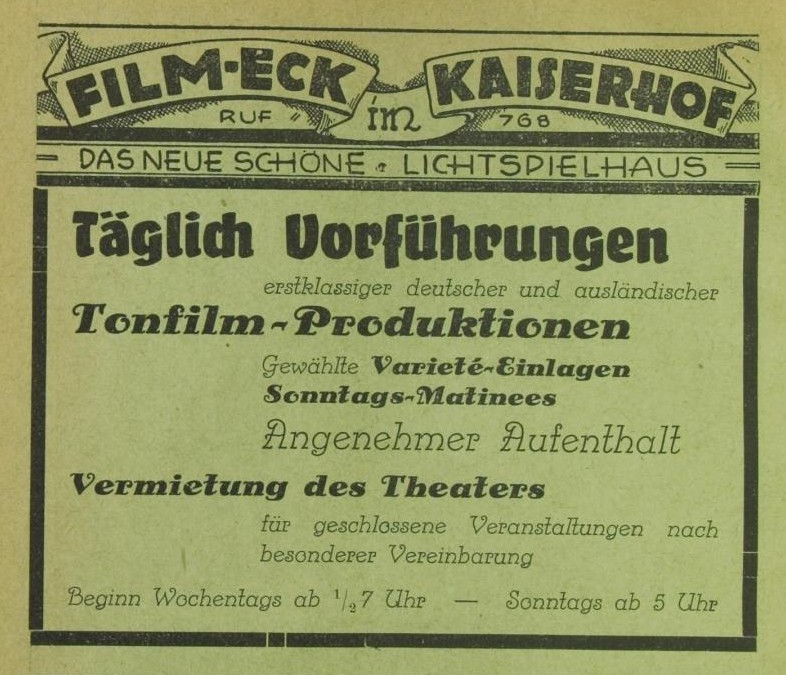 FILM-ECK im KAISERHOF
RUF 768
DAS NEUE SCHÖNE LICHTSPIELHAUS
Täglich Vorführungen
erstklassiger deutscher und ausländischer
Tonfilm-Produktionen
Gewählte Varieté-Einlagen
Sonntags-Matinees
Angenehmer Aufenthalt
Vermietung des Theaters
für geschlossene Veranstaltungen nach
besonderer Vereinbarung
Beginn Wochentags ab 1/2 7 Uhr — Sonntags ab 5 Uhr